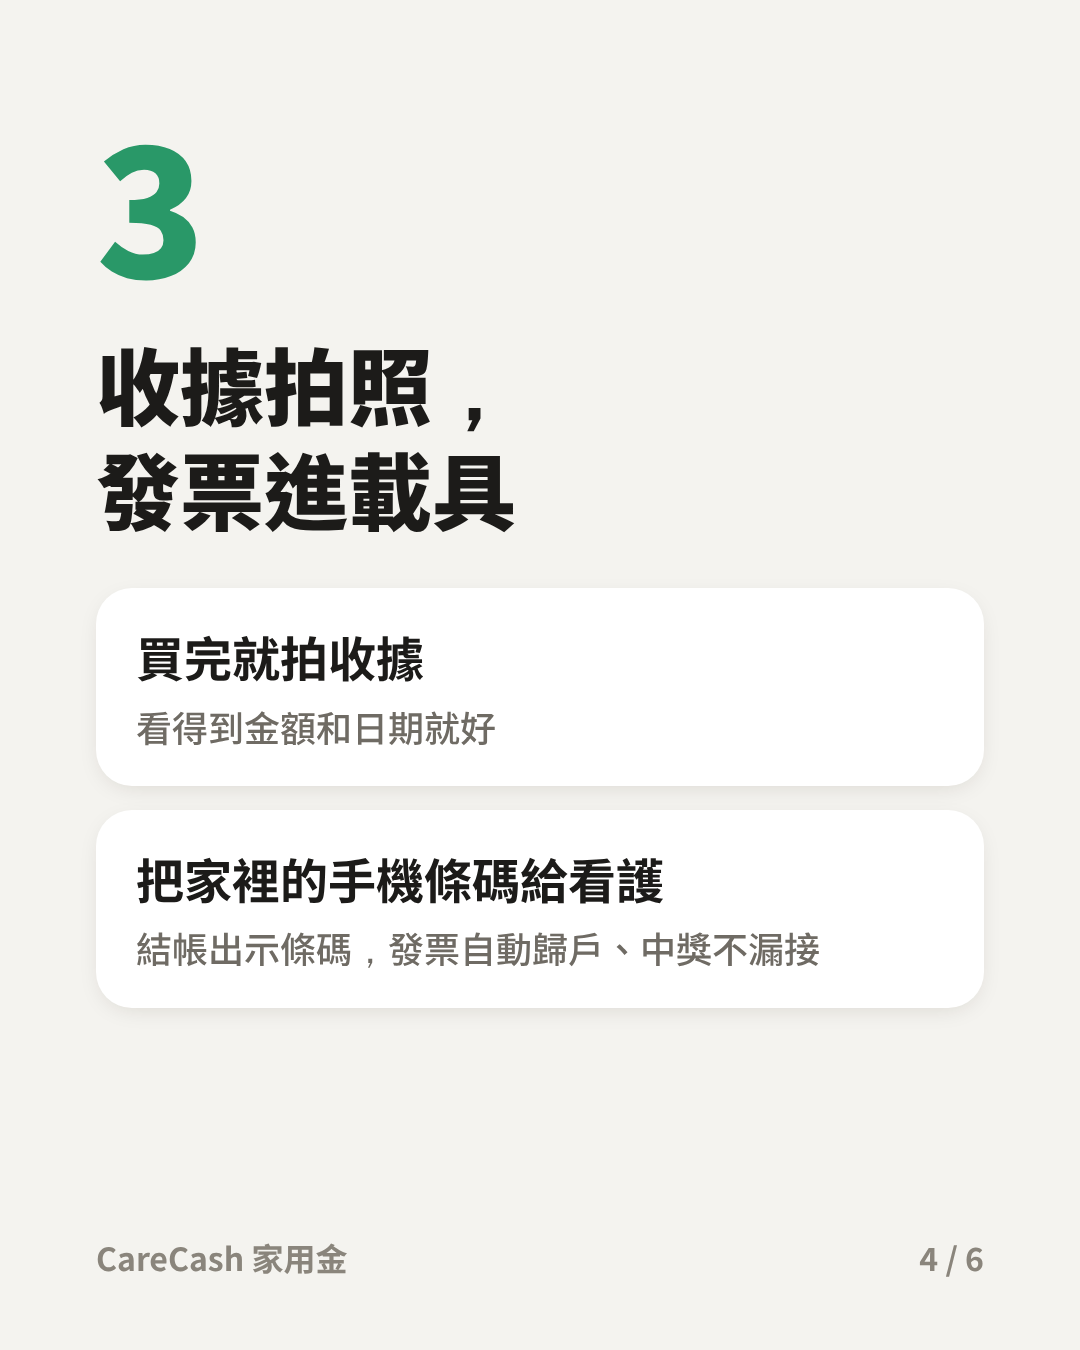 3
收據拍照，
發票進載具
買完就拍收據
看得到金額和日期就好
把家裡的手機條碼給看護
結帳出示條碼，發票自動歸戶、中獎不漏接
CareCash 家用金
4 / 6